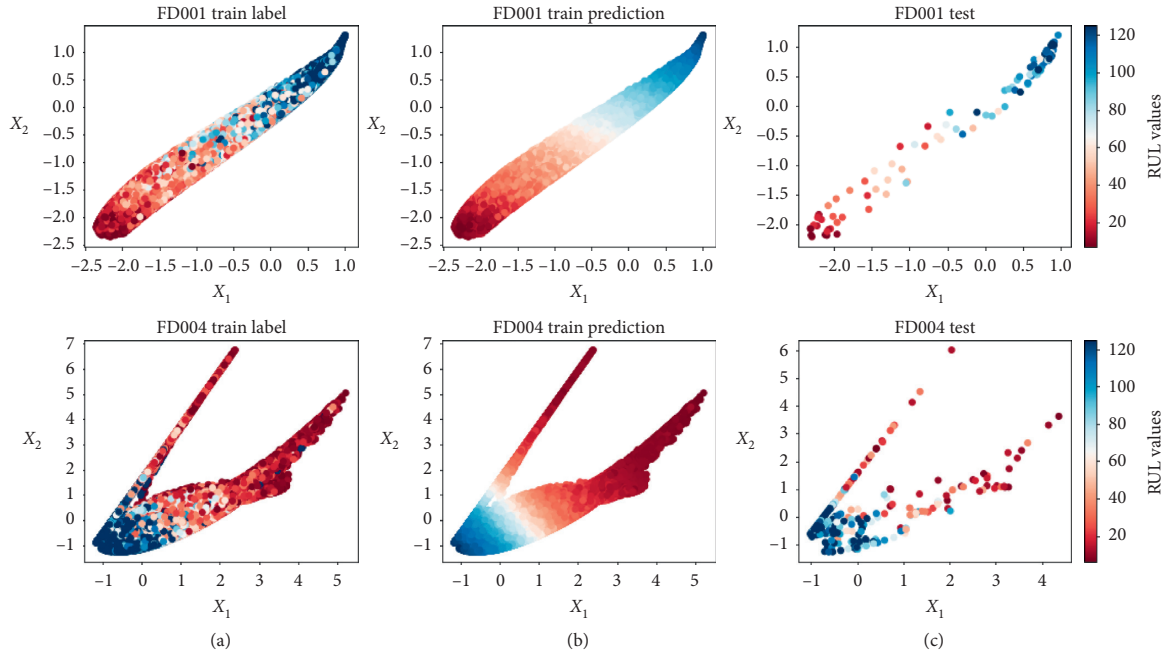 FD001 train label
FD001 train prediction
FD001 test
1.0
0.5
0.0
−0.5
−1.0
−1.5
−2.0
−2.5
X2
−2.5 −2.0 −1.5 −1.0 −0.5 0.0 0.5 1.0
X1
1.0
0.5
0.0
−0.5
−1.0
−1.5
−2.0
−2.5
X2
−2.5 −2.0 −1.5 −1.0 −0.5 0.0 0.5 1.0
X1
1.0
0.5
0.0
−0.5
−1.0
−1.5
−2.0
X2
−2.0 −1.5 −1.0 −0.5 0.0 0.5 1.0
X1
120
100
80
60
40
20
RUL values
FD004 train label
FD004 train prediction
FD004 test
7
6
5
4
3
2
1
0
−1
X2
−1 0 1 2 3 4 5
X1
7
6
5
4
3
2
1
0
−1
X2
−1 0 1 2 3 4 5
X1
6
5
4
3
2
1
0
−1
X2
−1 0 1 2 3 4
X1
120
100
80
60
40
20
RUL values
(a)
(b)
(c)